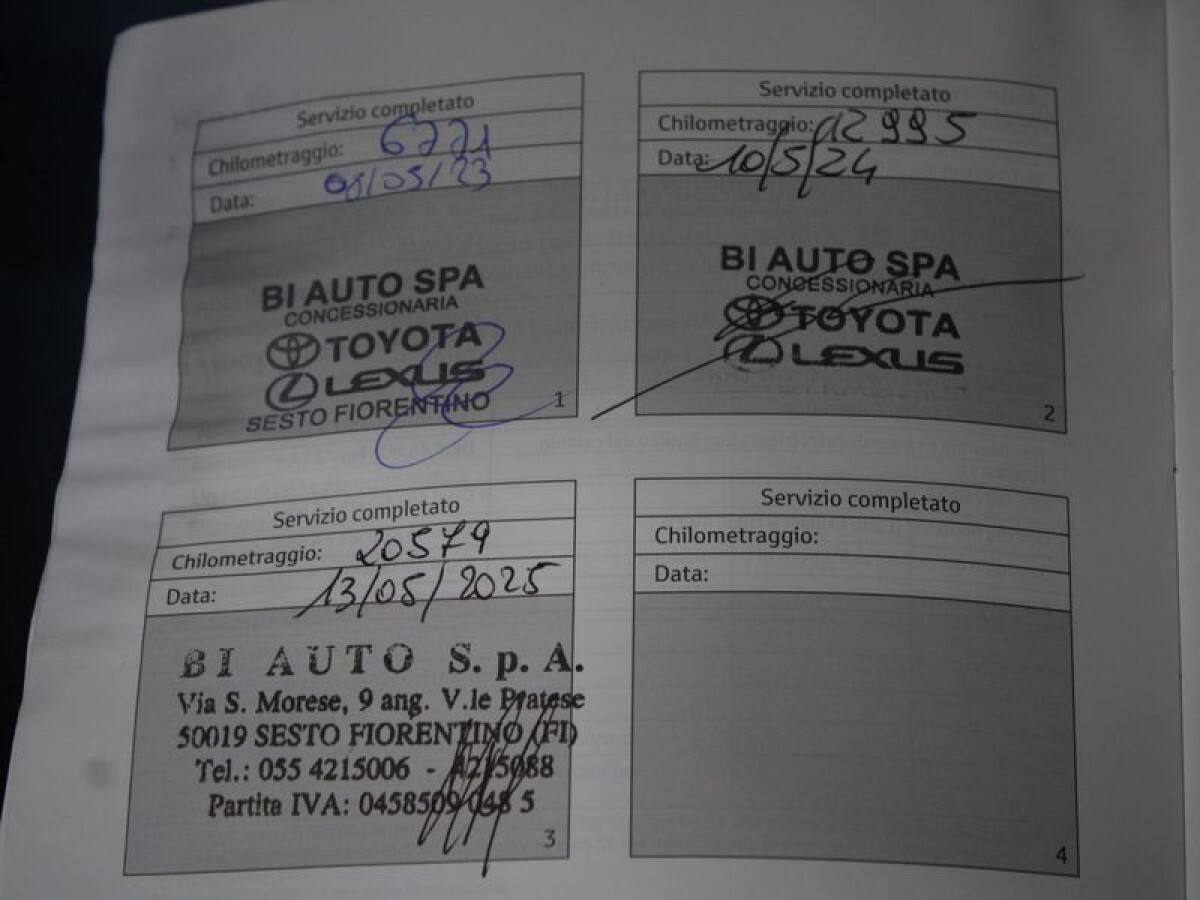 Servizio completato
Chilometraggio: 6771
Data: 08/05/23
BI AUTO SPA
CONCESSIONARIA
TOYOTA
LEXUS
SESTO FIORENTINO
1
Servizio completato
Chilometraggio: 12995
Data: 10/5/24
BI AUTO SPA
CONCESSIONARIA
TOYOTA
LEXUS
2
Servizio completato
Chilometraggio: 20579
Data: 13/05/2025
BI AUTO S.p.A.
Via S. Morese, 9 ang. V.le Pratese
50019 SESTO FIORENTINO (FI)
Tel.: 055 4215006 - 4215088
Partita IVA: 0458509 048 5
3
Servizio completato
Chilometraggio:
Data:
4